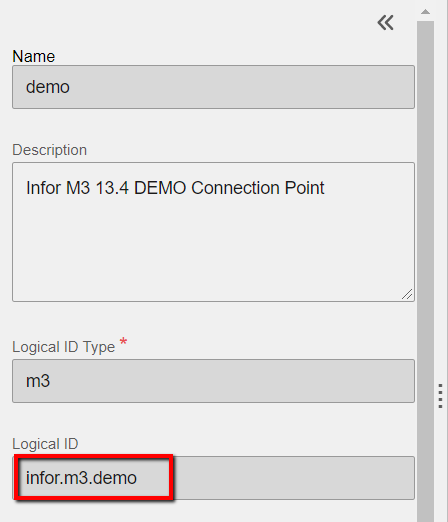 Name
demo
Description
Infor M3 13.4 DEMO Connection Point
Logical ID Type *
m3
Logical ID
infor.m3.demo